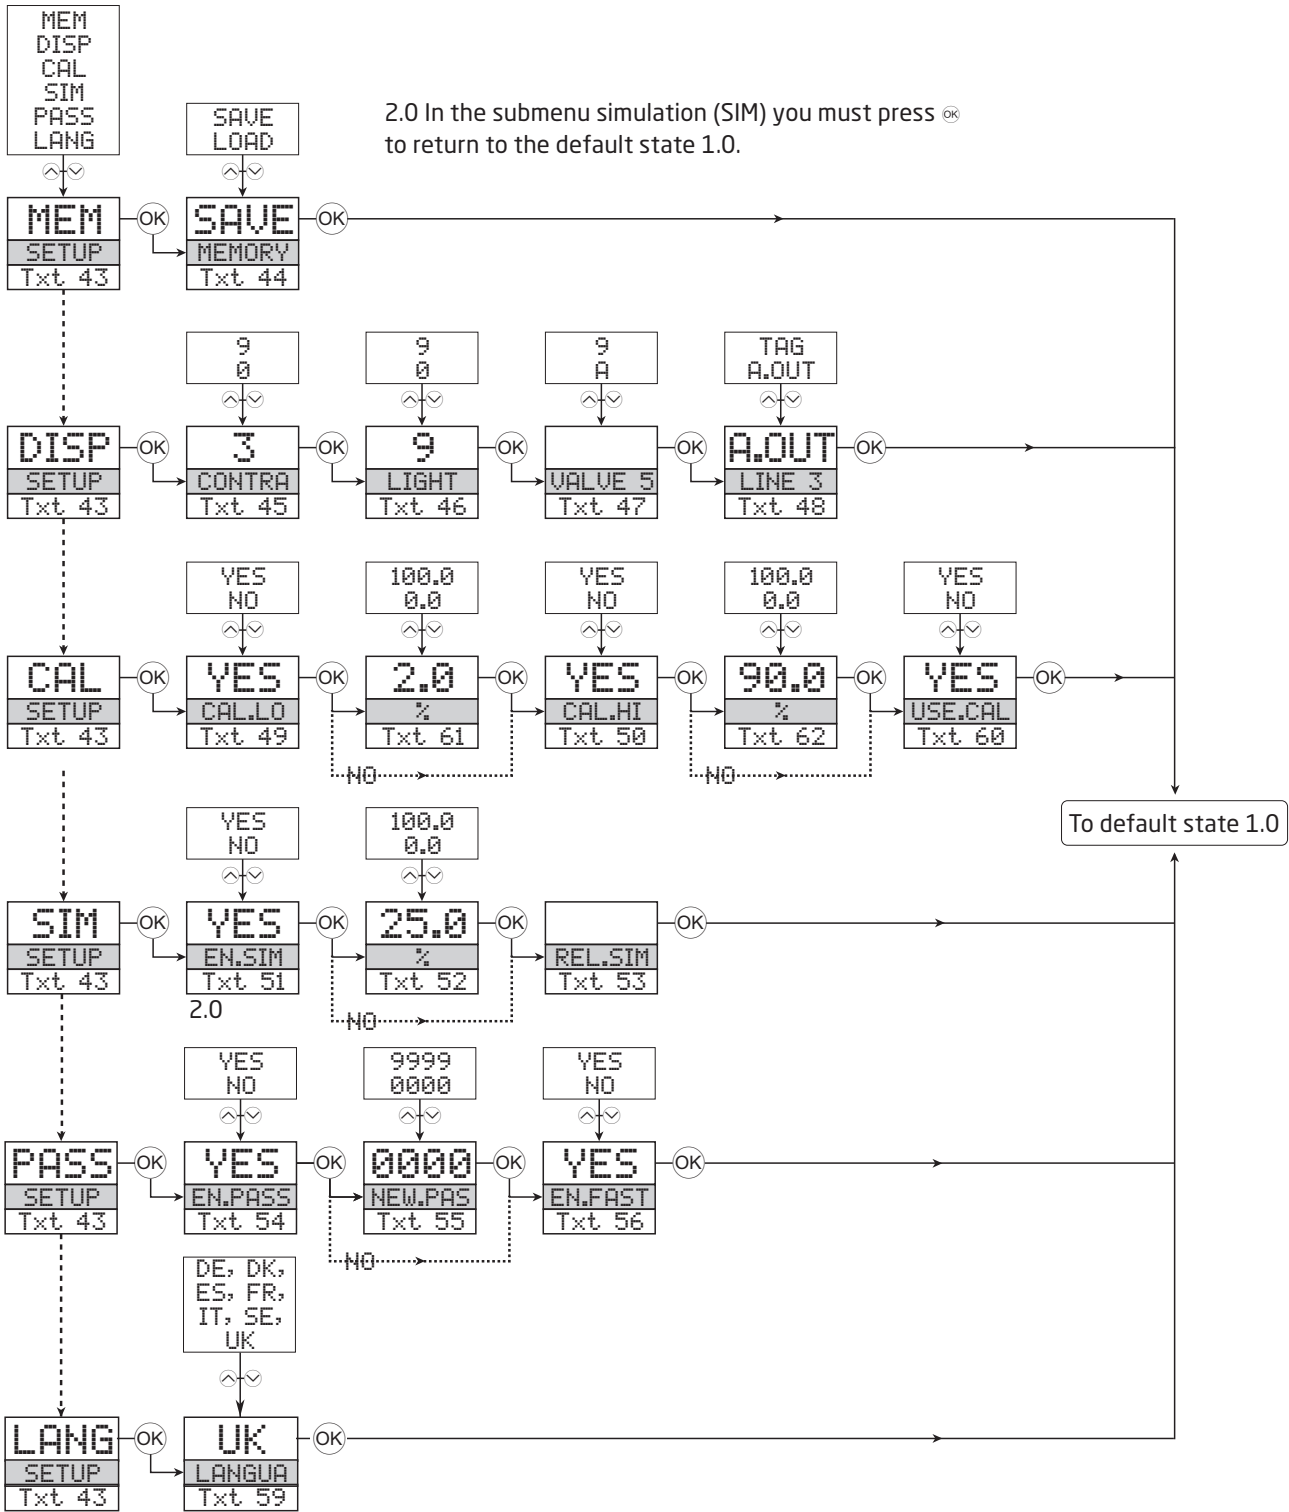 MEM
DISP
CAL
SIM
PASS
LANG
SAVE
LOAD
2.0 In the submenu simulation (SIM) you must press OK
to return to the default state 1.0.
MEM OK SAVE OK
SETUP MEMORY
Txt 43 Txt 44
9 9 9 TAG
0 0 A A.OUT
DISP OK 3 OK 9 OK OK A.OUT OK
SETUP CONTRA LIGHT VALVE 5 LINE 3
Txt 43 Txt 45 Txt 46 Txt 47 Txt 48
YES 100.0 YES 100.0 YES
NO 0.0 NO 0.0 NO
CAL OK YES OK 2.0 OK YES OK 90.0 OK YES OK
SETUP CAL.LO % CAL.HI % USE.CAL
Txt 43 Txt 49 Txt 61 Txt 50 Txt 62 Txt 60
NO NO
To default state 1.0
YES 100.0
NO 0.0
SIM OK YES OK 25.0 OK OK
SETUP EN.SIM % REL.SIM
Txt 43 Txt 51 Txt 52 Txt 53
2.0
NO
YES 9999 YES
NO 0000 NO
PASS OK YES OK 0000 OK YES OK
SETUP EN.PASS NEW.PAS EN.FAST
Txt 43 Txt 54 Txt 55 Txt 56
NO
DE, DK,
ES, FR,
IT, SE,
UK
LANG OK UK OK
SETUP LANGUA
Txt 43 Txt 59